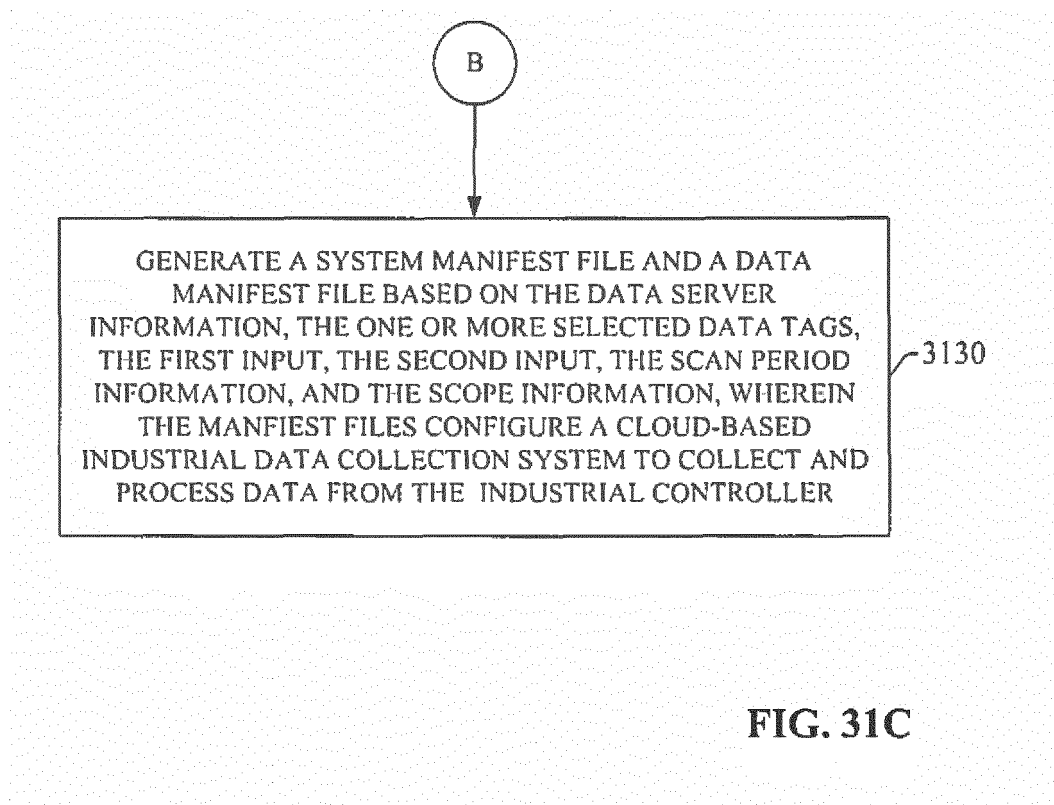 B
GENERATE A SYSTEM MANIFEST FILE AND A DATA
MANIFEST FILE BASED ON THE DATA SERVER
INFORMATION, THE ONE OR MORE SELECTED DATA TAGS,
THE FIRST INPUT, THE SECOND INPUT, THE SCAN PERIOD
INFORMATION, AND THE SCOPE INFORMATION, WHEREIN
THE MANFIEST FILES CONFIGURE A CLOUD-BASED
INDUSTRIAL DATA COLLECTION SYSTEM TO COLLECT AND
PROCESS DATA FROM THE INDUSTRIAL CONTROLLER
3130
FIG. 31C